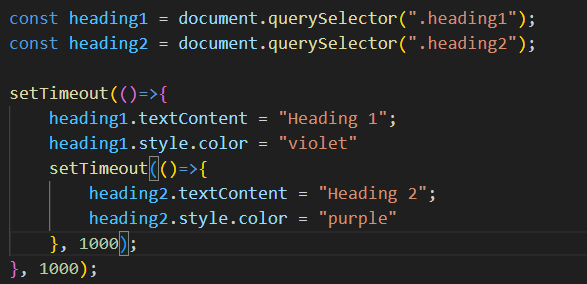 const heading1 = document.querySelector(".heading1");
const heading2 = document.querySelector(".heading2");

setTimeout(()=>{
    heading1.textContent = "Heading 1";
    heading1.style.color = "violet"
    setTimeout(()=>{
        heading2.textContent = "Heading 2";
        heading2.style.color = "purple"
    }, 1000);
}, 1000);